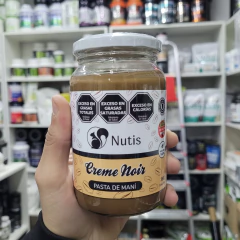 EXCESO EN
GRASAS
TOTALES
EXCESO EN
GRASAS
SATURADAS
EXCESO EN
CALORÍAS
Nutis
Creme Noir
PASTA DE MANÍ